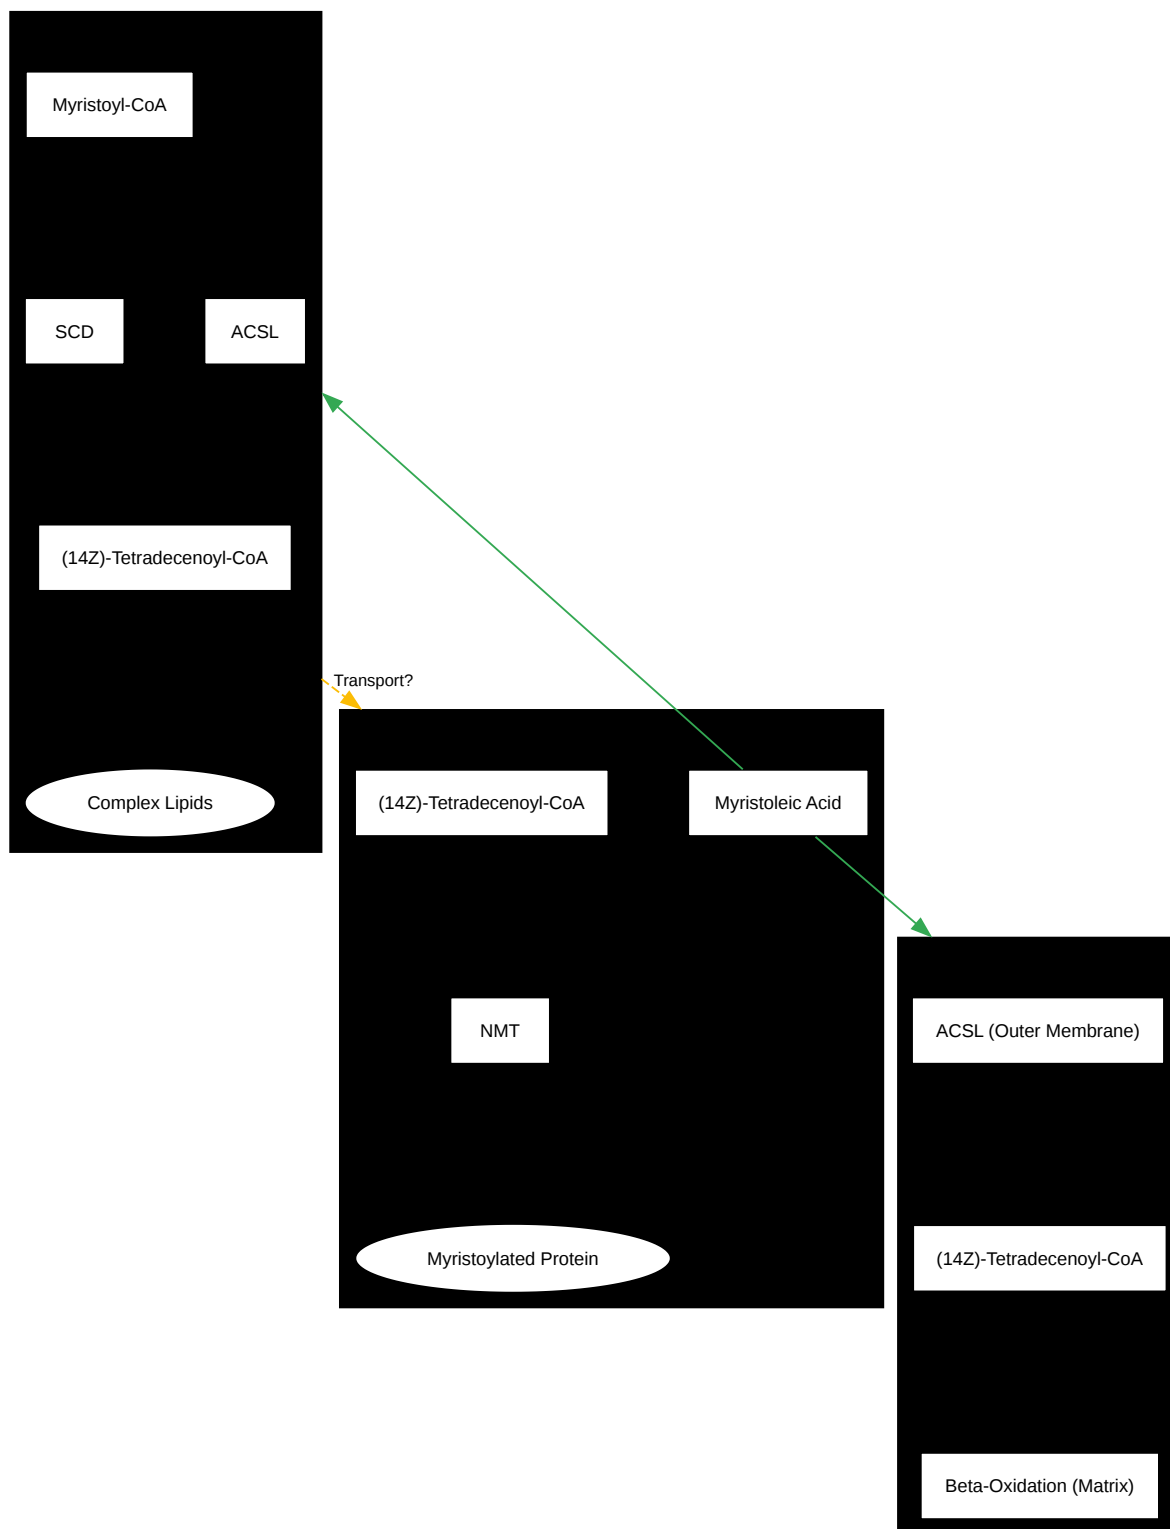 Myristoyl-CoA
SCD
ACSL
(14Z)-Tetradecenoyl-CoA
Transport?
Complex Lipids
(14Z)-Tetradecenoyl-CoA
Myristoleic Acid
NMT
ACSL (Outer Membrane)
Myristoylated Protein
(14Z)-Tetradecenoyl-CoA
Beta-Oxidation (Matrix)